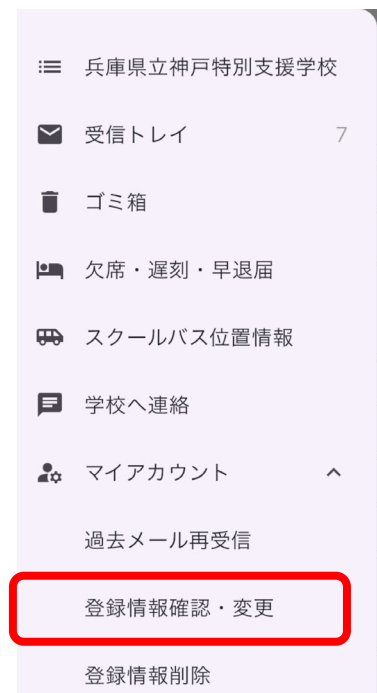 兵庫県立神戸特別支援学校
受信トレイ 7
ゴミ箱
欠席・遅刻・早退届
スクールバス位置情報
学校へ連絡
マイアカウント
過去メール再受信
登録情報確認・変更
登録情報削除